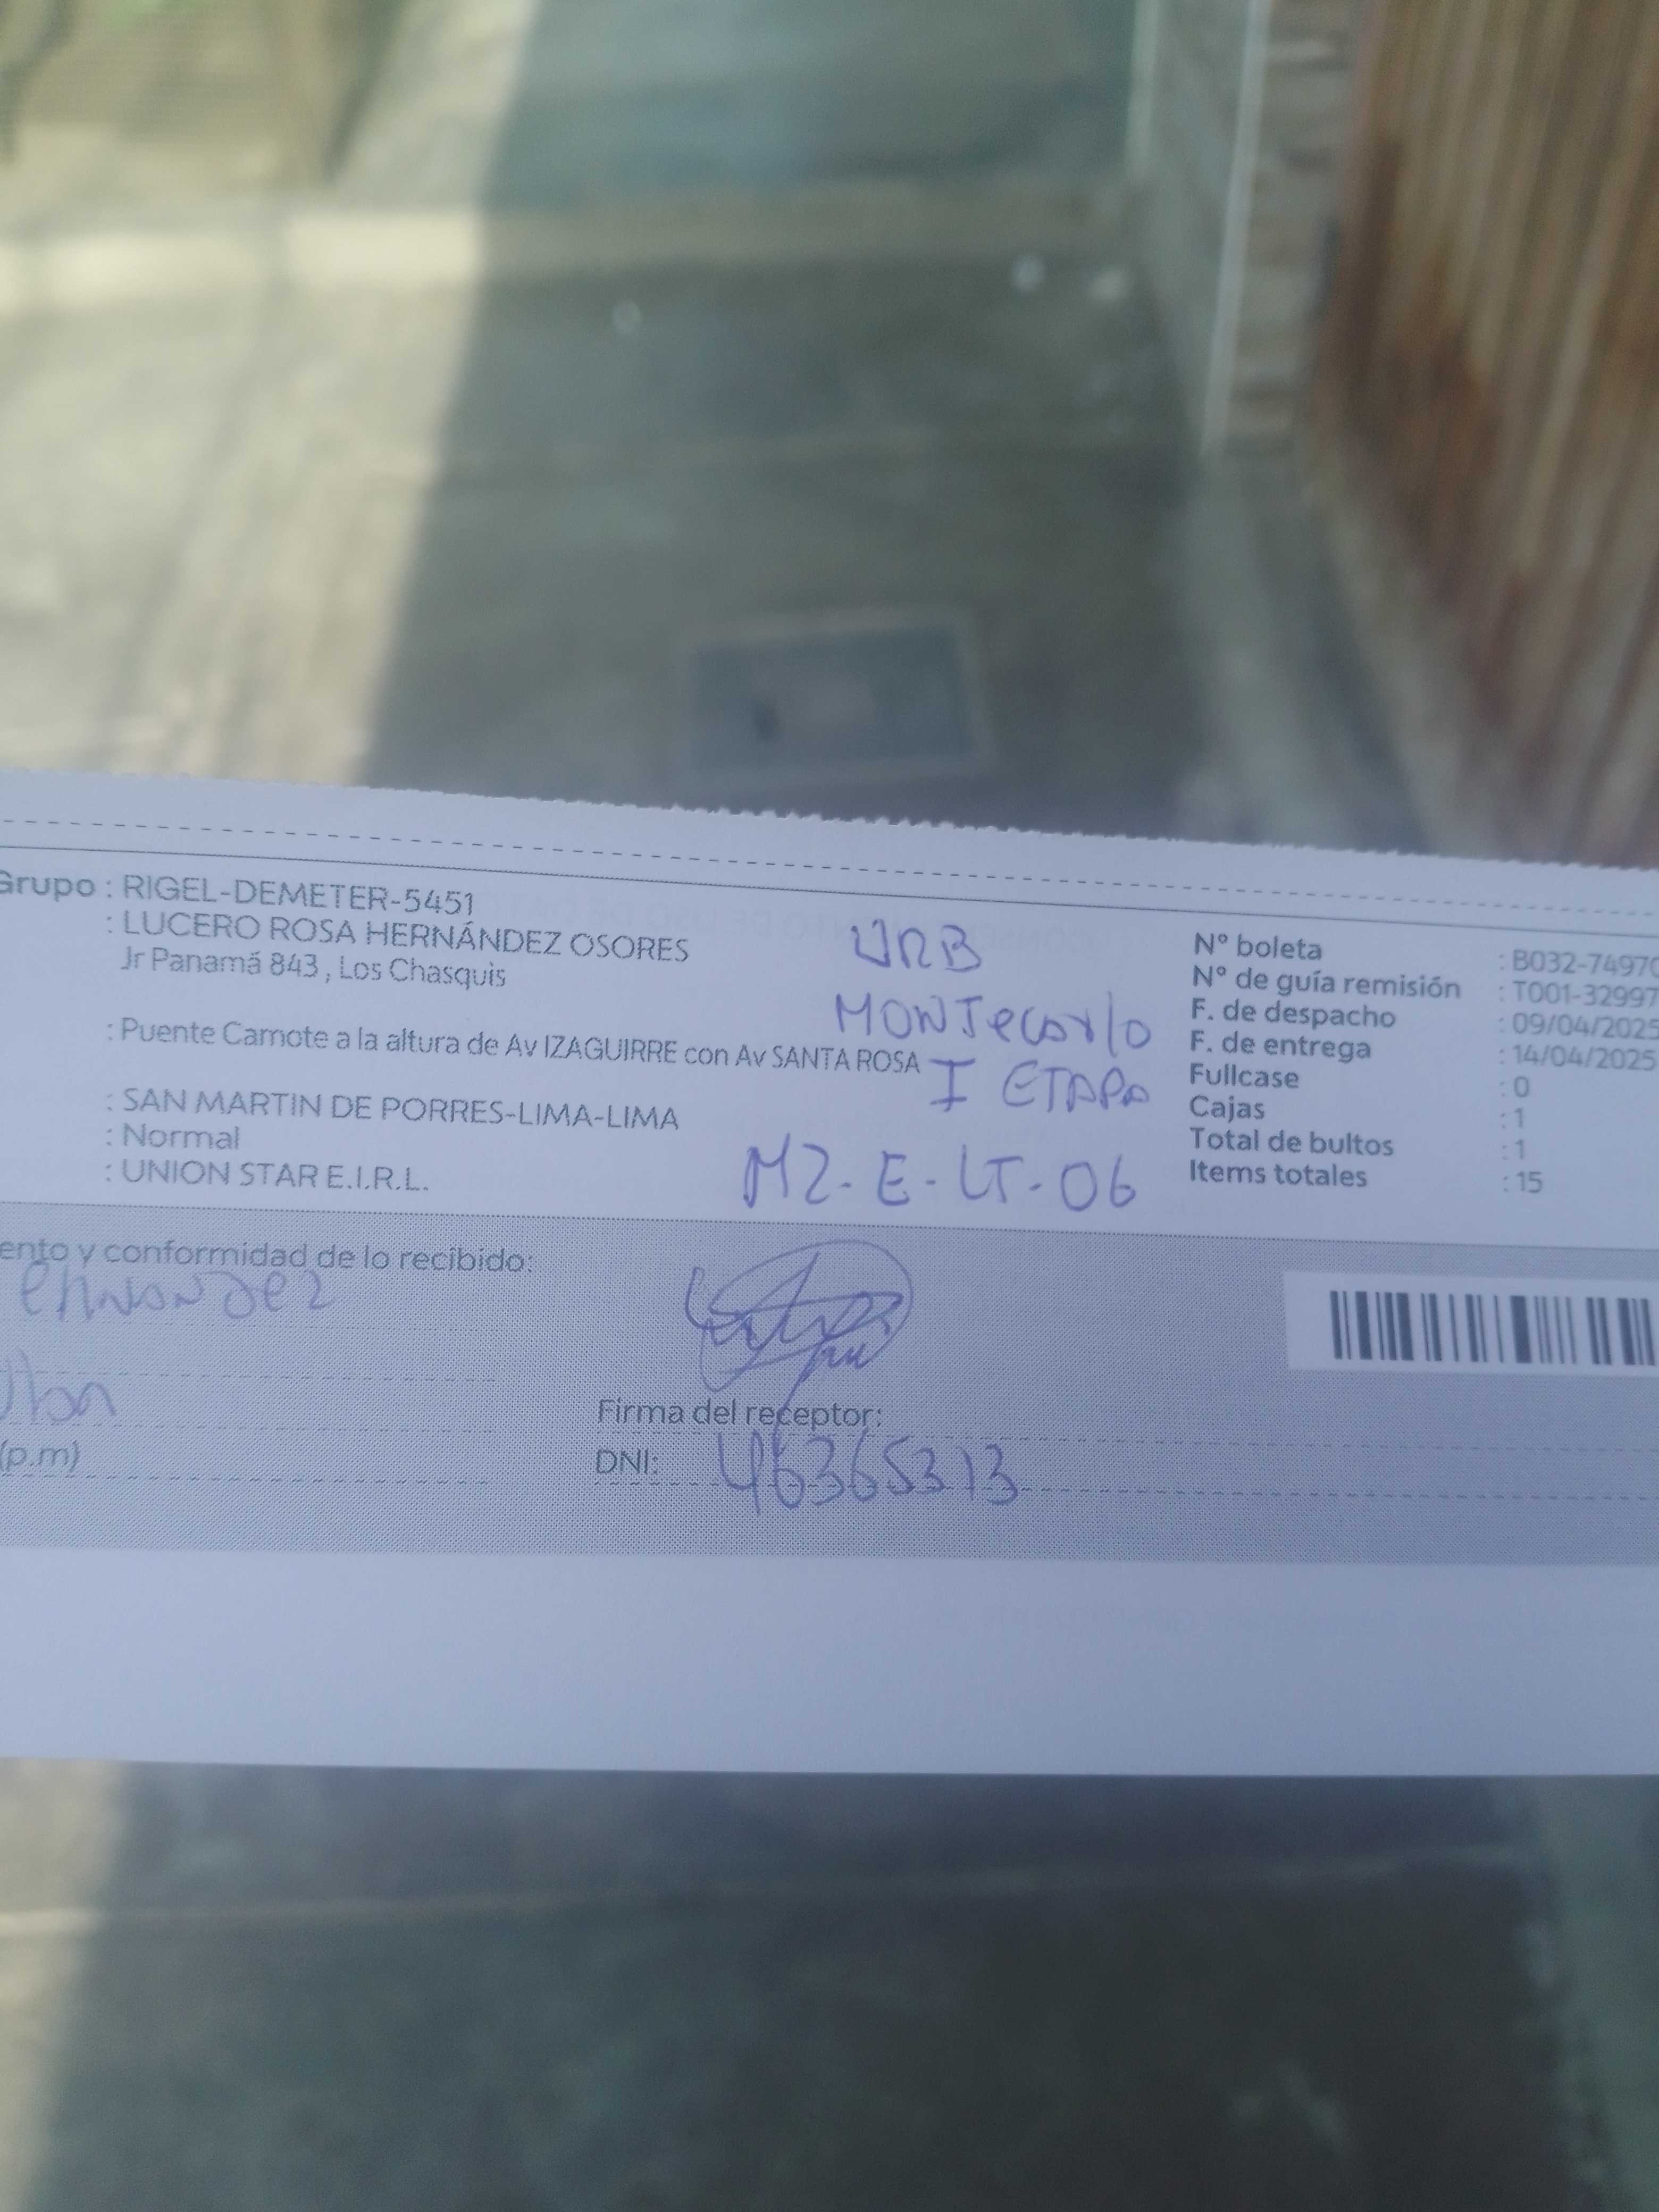 Grupo : RIGEL-DEMETER-5451
: LUCERO ROSA HERNÁNDEZ OSORES
Jr Panamá 843 , Los Chasquis
: Puente Camote a la altura de Av IZAGUIRRE con Av SANTA ROSA
: SAN MARTIN DE PORRES-LIMA-LIMA
: Normal
: UNION STAR E.I.R.L.
URB
MONTecarlo
I ETAPA
MZ- E - LT - 06
Nº boleta : B032-7497
Nº de guía remisión : T001-32997
F. de despacho : 09/04/2025
F. de entrega : 14/04/2025
Fullcase : 0
Cajas : 1
Total de bultos : 1
Items totales : 15
ento y conformidad de lo recibido:
(p.m)
Firma del receptor:
DNI: 46365313